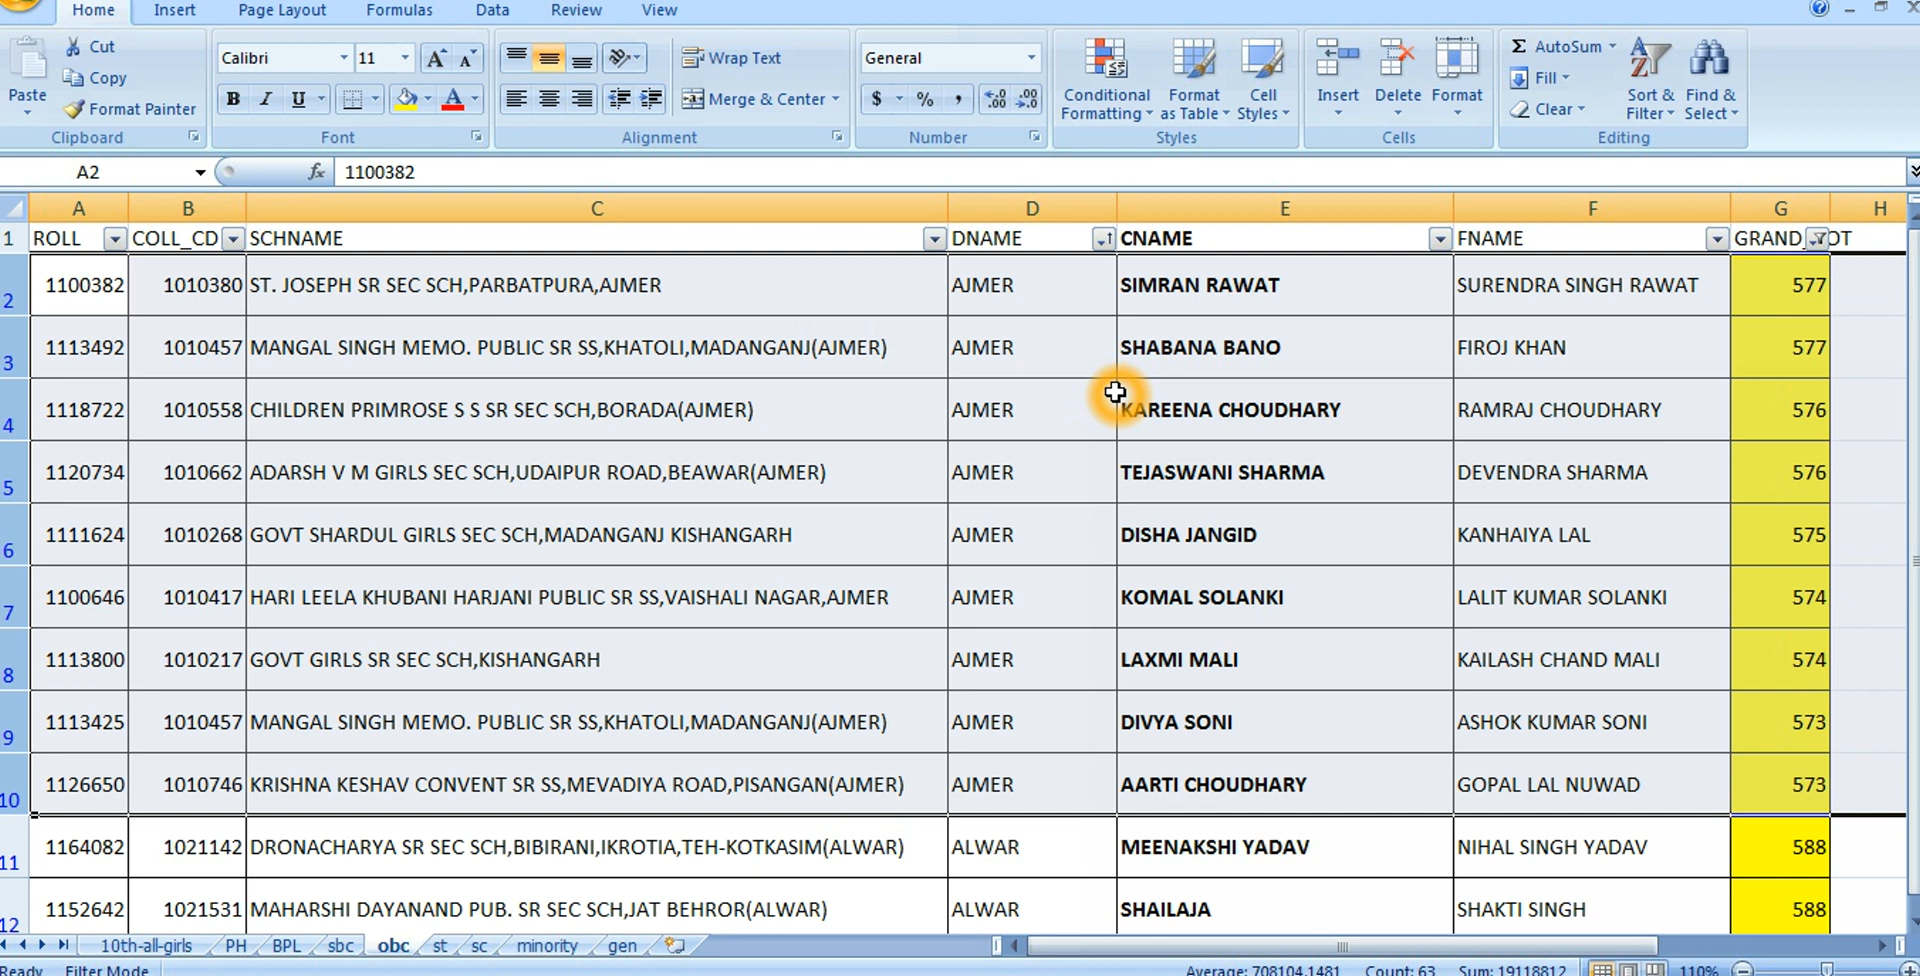 Home Insert Page Layout Formulas Data Review View
Paste
Cut
Copy
Format Painter
Clipboard
Calibri 11
B I U
Font
Wrap Text
Merge & Center
Alignment
General
$ % ,
Number
Conditional Formatting
Format as Table
Cell Styles
Styles
Insert Delete Format
Cells
Σ AutoSum
Fill
Clear
Sort & Filter
Find & Select
Editing
A2 fx 1100382
A B C D E F G H
1 ROLL COLL_CD SCHNAME DNAME CNAME FNAME GRAND_TOT
2 1100382 1010380 ST. JOSEPH SR SEC SCH,PARBATPURA,AJMER AJMER SIMRAN RAWAT SURENDRA SINGH RAWAT 577
3 1113492 1010457 MANGAL SINGH MEMO. PUBLIC SR SS,KHATOLI,MADANGANJ(AJMER) AJMER SHABANA BANO FIROJ KHAN 577
4 1118722 1010558 CHILDREN PRIMROSE S S SR SEC SCH,BORADA(AJMER) AJMER KAREENA CHOUDHARY RAMRAJ CHOUDHARY 576
5 1120734 1010662 ADARSH V M GIRLS SEC SCH,UDAIPUR ROAD,BEAWAR(AJMER) AJMER TEJASWANI SHARMA DEVENDRA SHARMA 576
6 1111624 1010268 GOVT SHARDUL GIRLS SEC SCH,MADANGANJ KISHANGARH AJMER DISHA JANGID KANHAIYA LAL 575
7 1100646 1010417 HARI LEELA KHUBANI HARJANI PUBLIC SR SS,VAISHALI NAGAR,AJMER AJMER KOMAL SOLANKI LALIT KUMAR SOLANKI 574
8 1113800 1010217 GOVT GIRLS SR SEC SCH,KISHANGARH AJMER LAXMI MALI KAILASH CHAND MALI 574
9 1113425 1010457 MANGAL SINGH MEMO. PUBLIC SR SS,KHATOLI,MADANGANJ(AJMER) AJMER DIVYA SONI ASHOK KUMAR SONI 573
10 1126650 1010746 KRISHNA KESHAV CONVENT SR SS,MEVADIYA ROAD,PISANGAN(AJMER) AJMER AARTI CHOUDHARY GOPAL LAL NUWAD 573
11 1164082 1021142 DRONACHARYA SR SEC SCH,BIBIRANI,IKROTIA,TEH-KOTKASIM(ALWAR) ALWAR MEENAKSHI YADAV NIHAL SINGH YADAV 588
12 1152642 1021531 MAHARSHI DAYANAND PUB. SR SEC SCH,JAT BEHROR(ALWAR) ALWAR SHAILAJA SHAKTI SINGH 588
10th-all-girls PH BPL sbc obc st sc minority gen
Ready Filter Mode Average: 708104.1481 Count: 63 Sum: 19118812 110%